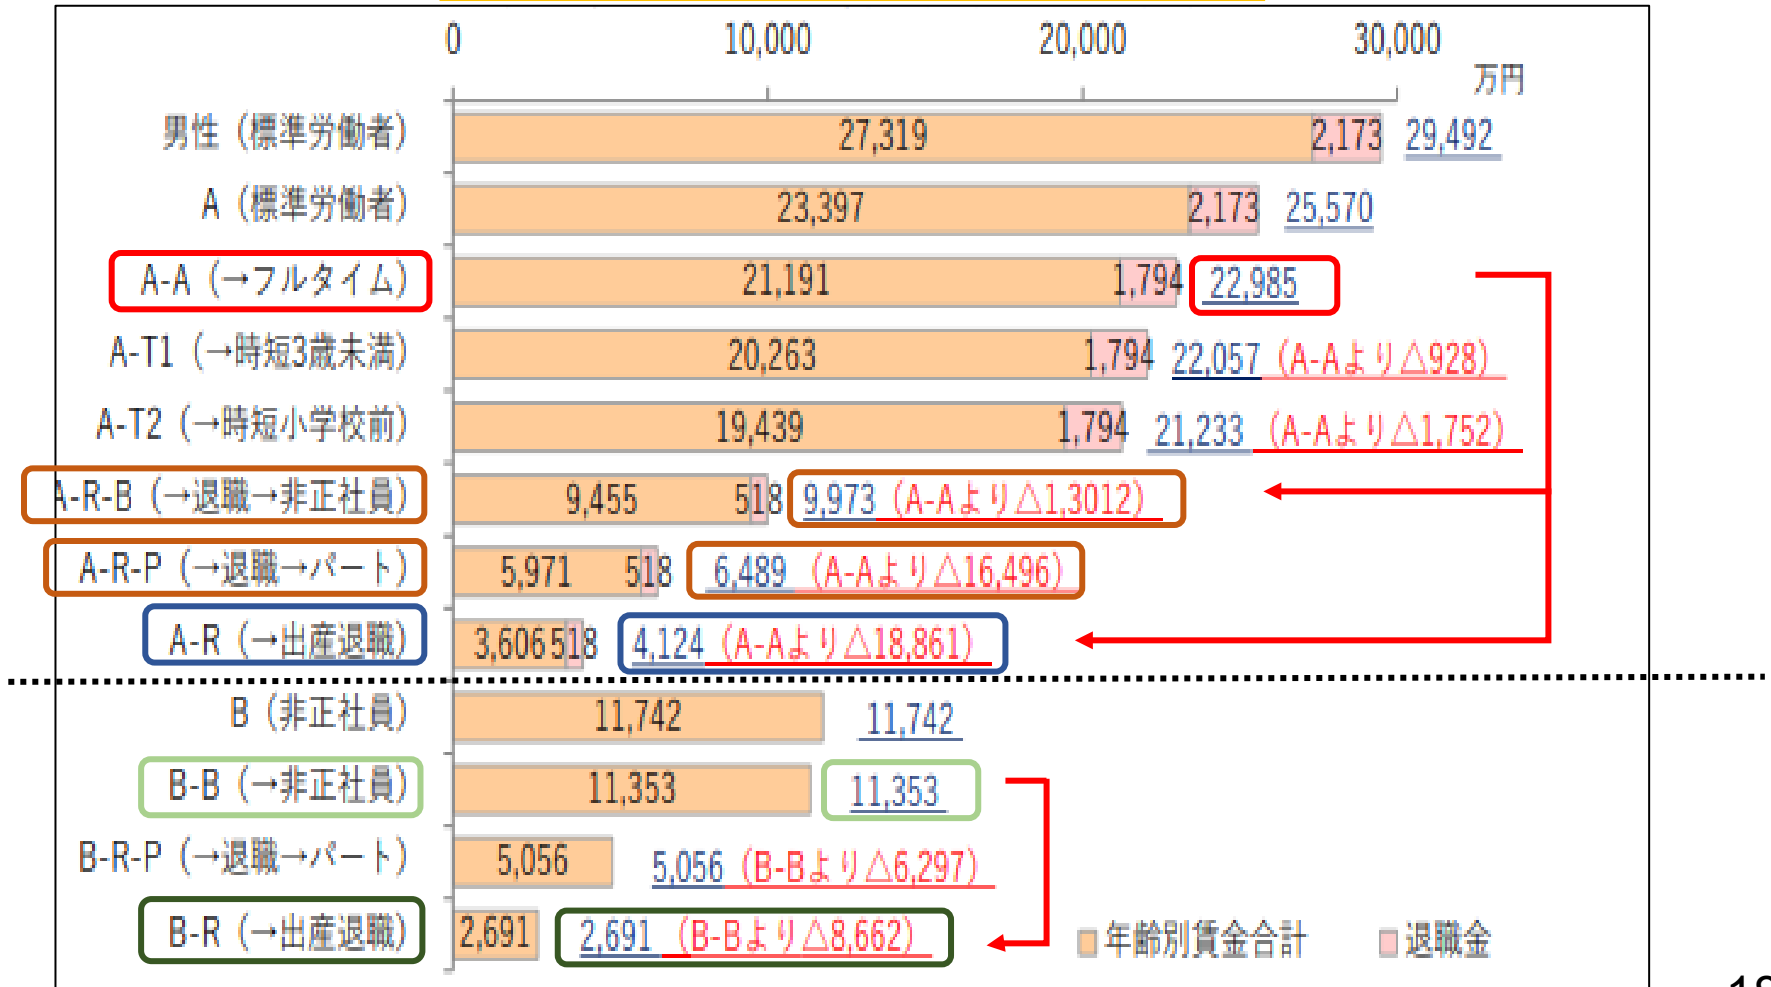 0 10,000 20,000 30,000
万円
男性（標準労働者） 27,319 2,173 29,492
A（標準労働者） 23,397 2,173 25,570
A-A（→フルタイム） 21,191 1,794 22,985
A-T1（→時短3歳未満） 20,263 1,794 22,057（A-Aより△928）
A-T2（→時短小学校前） 19,439 1,794 21,233（A-Aより△1,752）
A-R-B（→退職→非正社員） 9,455 518 9,973（A-Aより△1,3012）
A-R-P（→退職→パート） 5,971 518 6,489（A-Aより△16,496）
A-R（→出産退職） 3,606 518 4,124（A-Aより△18,861）
B（非正社員） 11,742 11,742
B-B（→非正社員） 11,353 11,353
B-R-P（→退職→パート） 5,056 5,056（B-Bより△6,297）
B-R（→出産退職） 2,691 2,691（B-Bより△8,662）
年齢別賃金合計 退職金